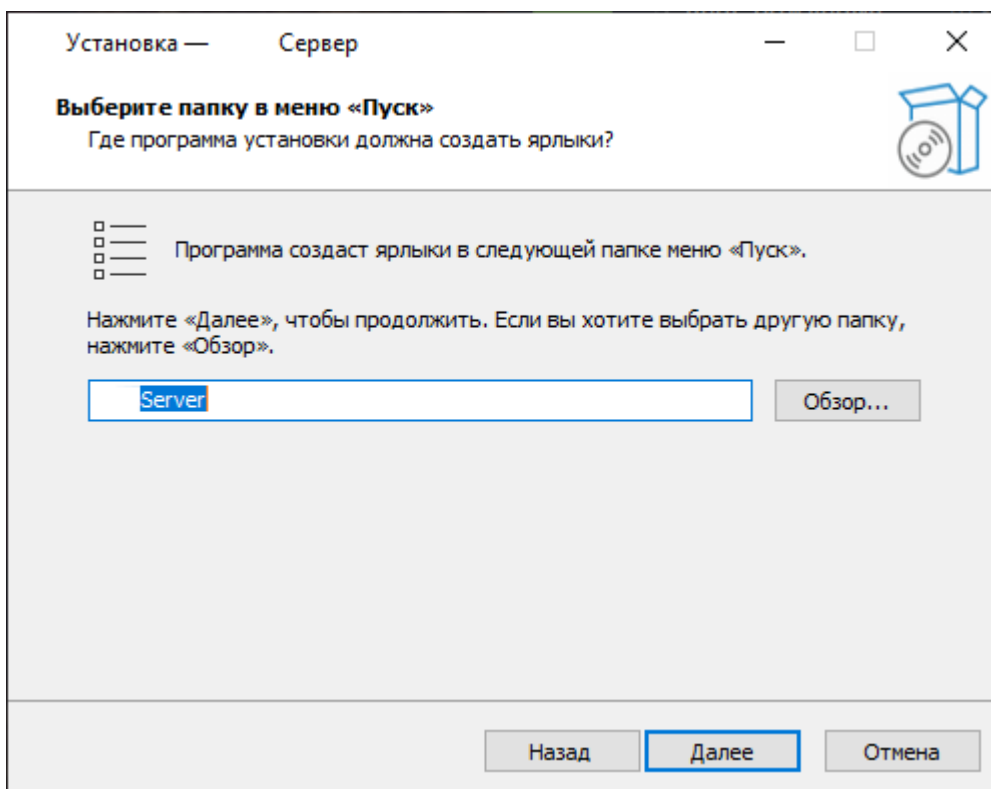 Установка — Сервер
Выберите папку в меню «Пуск»
Где программа установки должна создать ярлыки?
Программа создаст ярлыки в следующей папке меню «Пуск».
Нажмите «Далее», чтобы продолжить. Если вы хотите выбрать другую папку,
нажмите «Обзор».
Server
Обзор...
Назад
Далее
Отмена